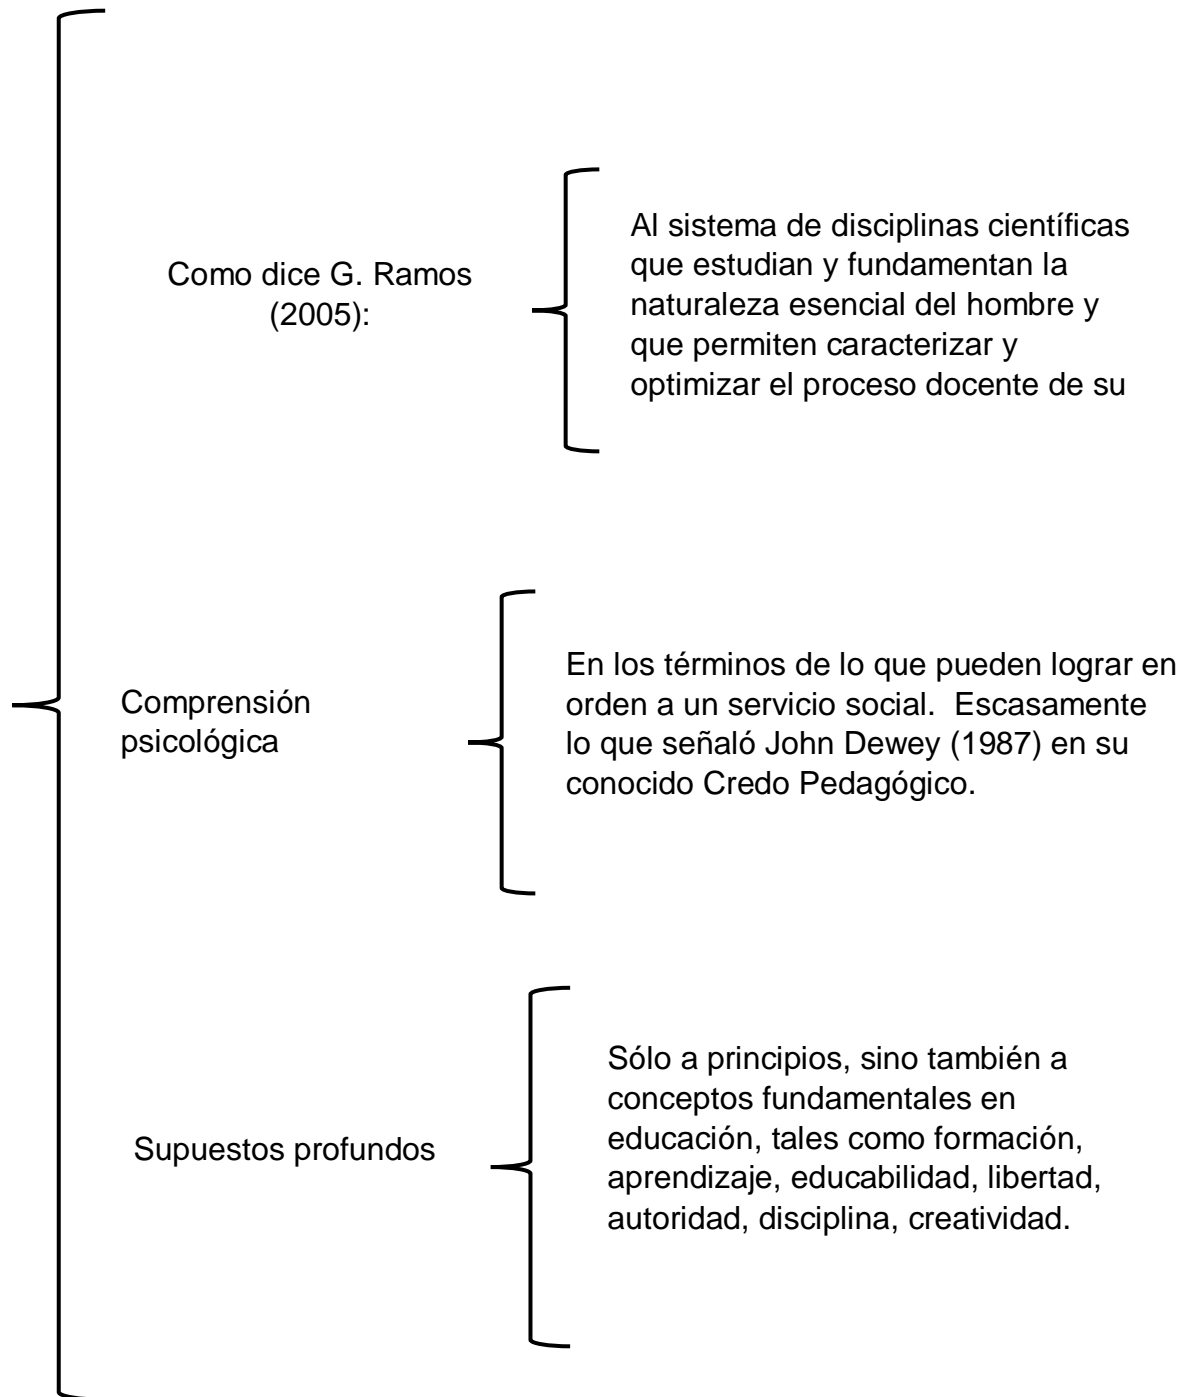 Como dice G. Ramos
(2005):
Al sistema de disciplinas científicas
que estudian y fundamentan la
naturaleza esencial del hombre y
que permiten caracterizar y
optimizar el proceso docente de su
Comprensión
psicológica
En los términos de lo que pueden lograr en
orden a un servicio social.  Escasamente
lo que señaló John Dewey (1987) en su
conocido Credo Pedagógico.
Supuestos profundos
Sólo a principios, sino también a
conceptos fundamentales en
educación, tales como formación,
aprendizaje, educabilidad, libertad,
autoridad, disciplina, creatividad.